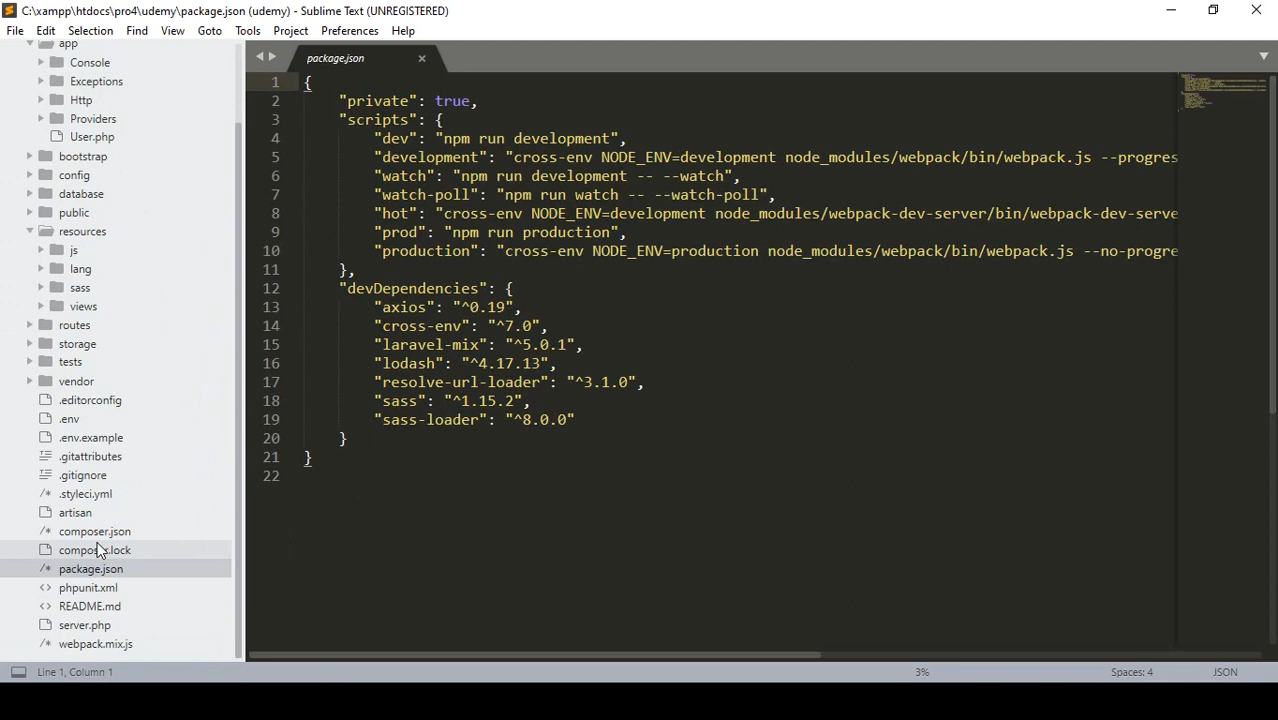 C:\xampp\htdocs\pro4\udemy\package.json (udemy) - Sublime Text (UNREGISTERED)
File Edit Selection Find View Goto Tools Project Preferences Help
app
Console
Exceptions
Http
Providers
User.php
bootstrap
config
database
public
resources
js
lang
sass
views
routes
storage
tests
vendor
.editorconfig
.env
.env.example
.gitattributes
.gitignore
.styleci.yml
artisan
composer.json
package.json
phpunit.xml
README.md
server.php
webpack.mix.js
package.json
1 {
2 "private": true,
3 "scripts": {
4 "dev": "npm run development",
5 "development": "cross-env NODE_ENV=development node_modules/webpack/bin/webpack.js --progres
6 "watch": "npm run development -- --watch",
7 "watch-poll": "npm run watch -- --watch-poll",
8 "hot": "cross-env NODE_ENV=development node_modules/webpack-dev-server/bin/webpack-dev-serve
9 "prod": "npm run production",
10 "production": "cross-env NODE_ENV=production node_modules/webpack/bin/webpack.js --no-progre
11 },
12 "devDependencies": {
13 "axios": "^0.19",
14 "cross-env": "^7.0",
15 "laravel-mix": "^5.0.1",
16 "lodash": "^4.17.13",
17 "resolve-url-loader": "^3.1.0",
18 "sass": "^1.15.2",
19 "sass-loader": "^8.0.0"
20 }
21 }
22
Line 1, Column 1 3% Spaces: 4 JSON